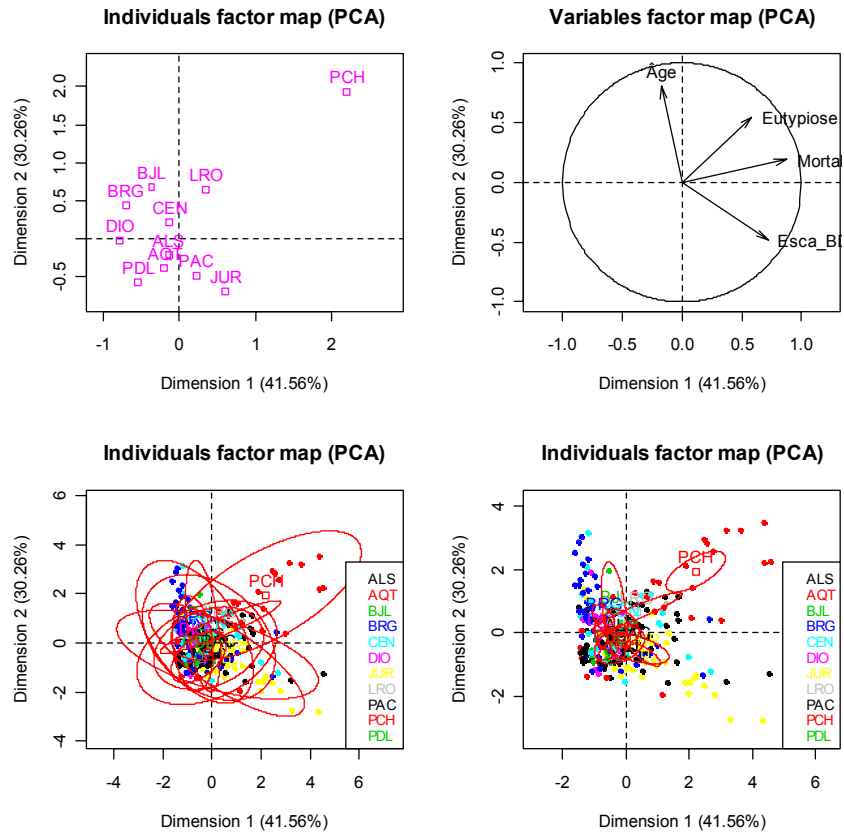 Individuals factor map (PCA)
Dimension 2 (30.26%)
2.0
1.5
1.0
0.5
-0.5
PCH
BJL
LRO
BRG
CEN
DIO
ALS
AQT
PAC
PDL
JUR
-1
0
1
2
Dimension 1 (41.56%)
Variables factor map (PCA)
Dimension 2 (30.26%)
1.0
0.5
0.0
-0.5
-1.0
Âge
Eutypiose
Mortal
Esca_BD
-1.0
-0.5
0.0
0.5
1.0
Dimension 1 (41.56%)
Individuals factor map (PCA)
Dimension 2 (30.26%)
6
4
2
0
-2
-4
PCH
ALS
AQT
BJL
BRG
CEN
DIO
JUR
LRO
PAC
PCH
PDL
-4
-2
0
2
4
6
Dimension 1 (41.56%)
Individuals factor map (PCA)
Dimension 2 (30.26%)
4
2
0
-2
PCH
ALS
AQT
BJL
BRG
CEN
DIO
JUR
LRO
PAC
PCH
PDL
-2
0
2
4
6
Dimension 1 (41.56%)